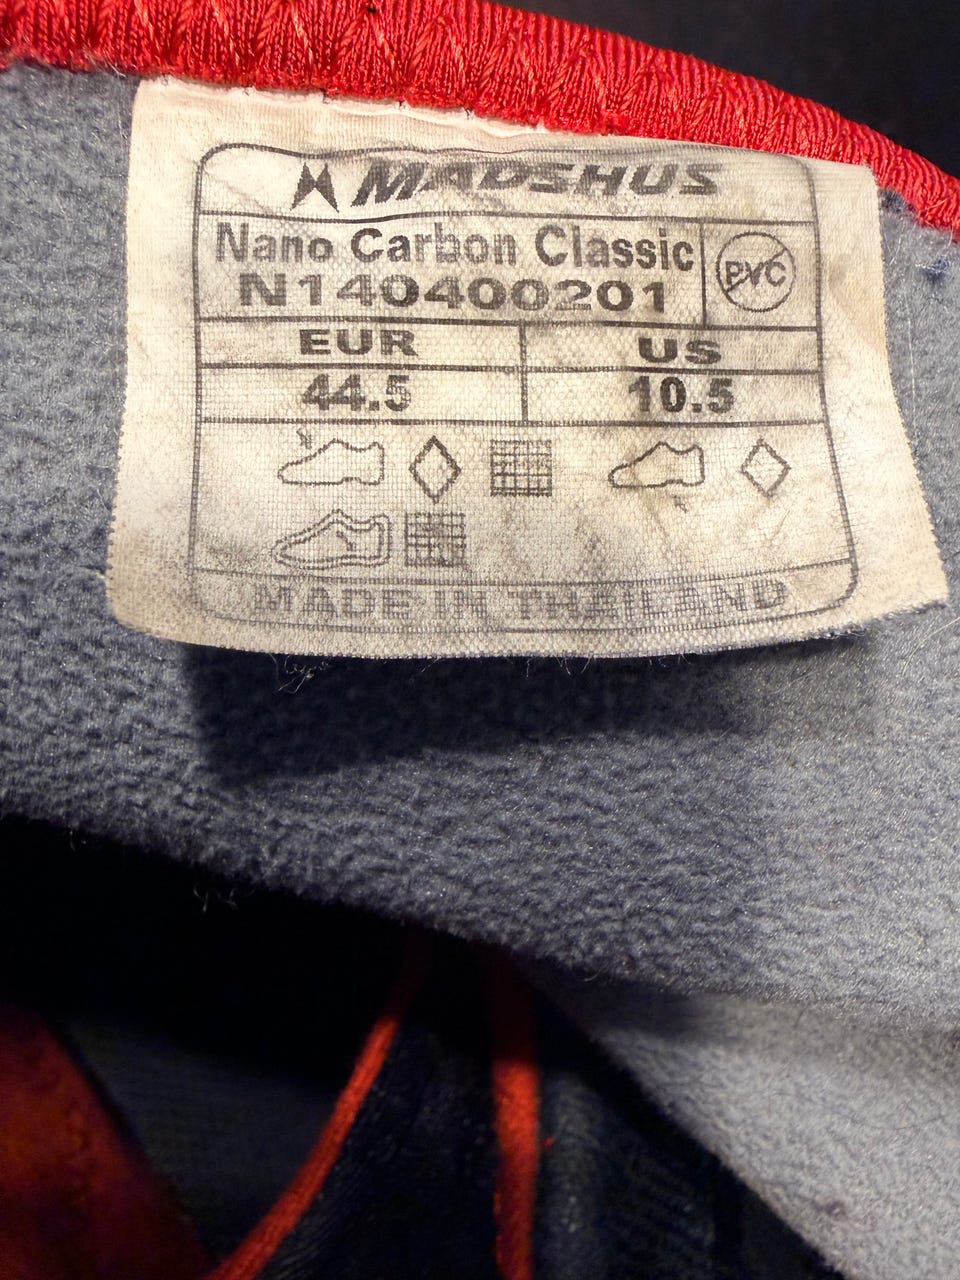 MADSHUS
Nano Carbon Classic
N140400201
PVC
EUR US
44.5 10.5
MADE IN THAILAND